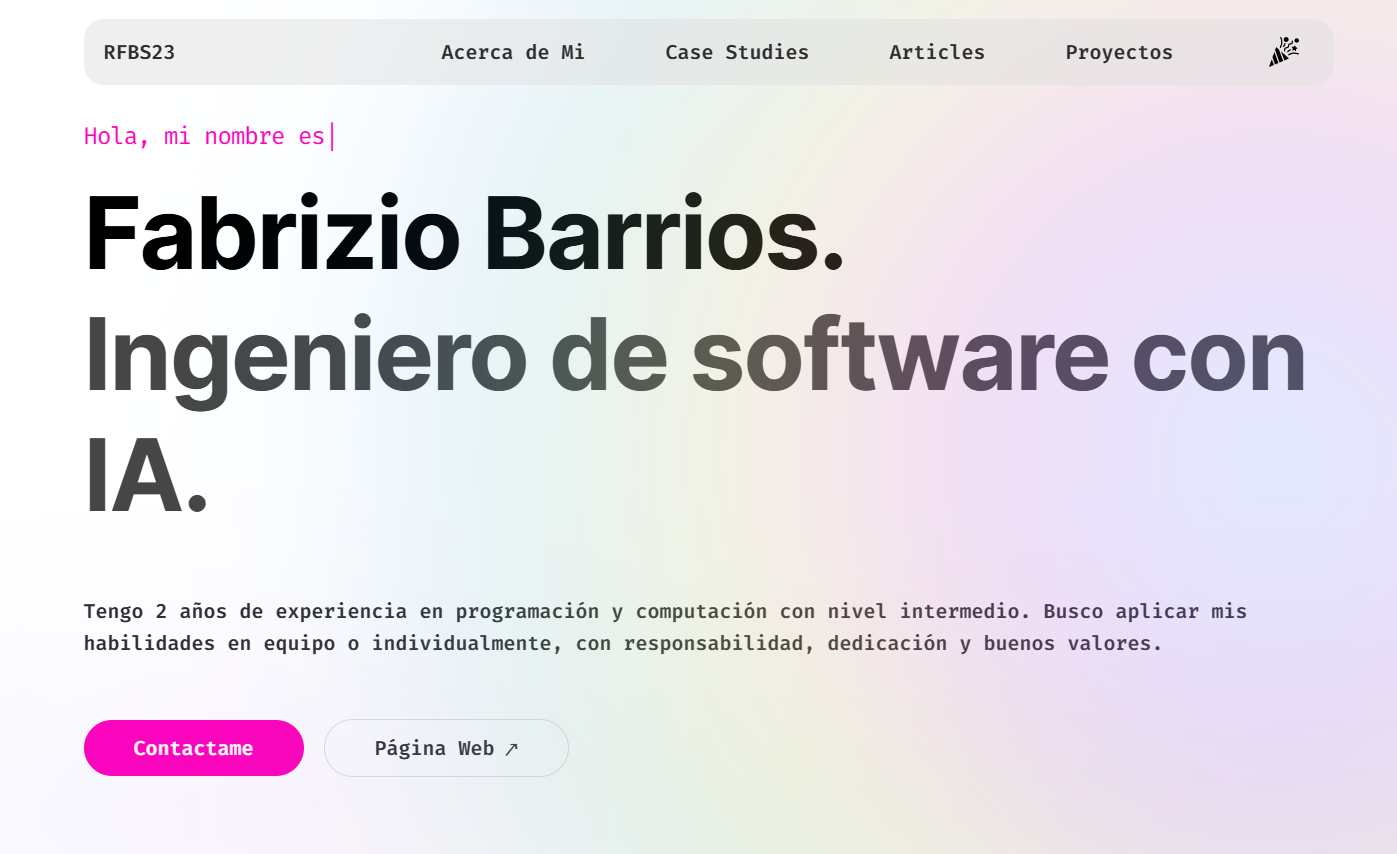 RFBS23 Acerca de Mi Case Studies Articles Proyectos
Hola, mi nombre es
Fabrizio Barrios.
Ingeniero de software con
IA.
Tengo 2 años de experiencia en programación y computación con nivel intermedio. Busco aplicar mis
habilidades en equipo o individualmente, con responsabilidad, dedicación y buenos valores.
Contactame Página Web ↗